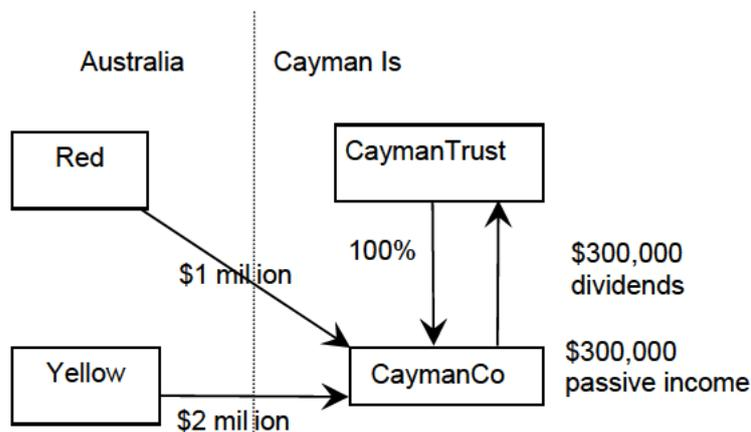 Australia
Cayman Is
Red
CaymanTrust
100%
$300,000
dividends
$1 million
$300,000
passive income
Yellow
CaymanCo
$2 million